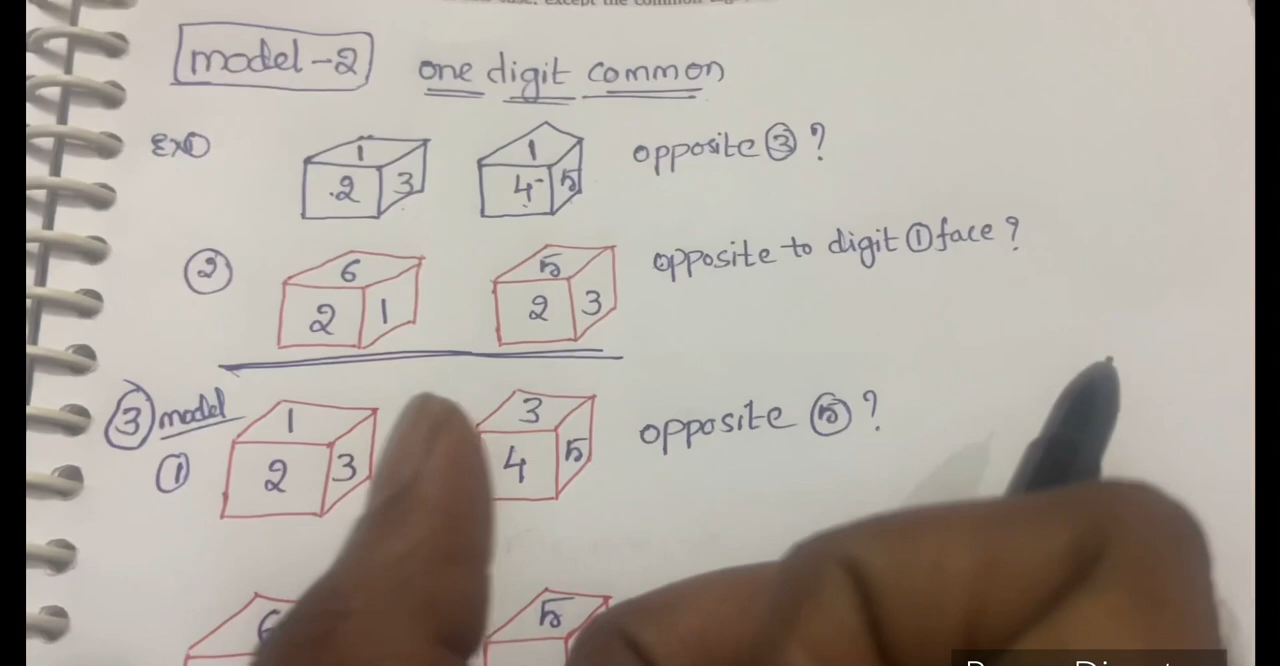 model-2 one digit common
Ex① 1 2 3 1 4 5 opposite ③ ?
② 6 2 1 5 2 3 opposite to digit ① face ?
③ model
① 1 2 3 3 4 5 opposite ⑤ ?
6 5